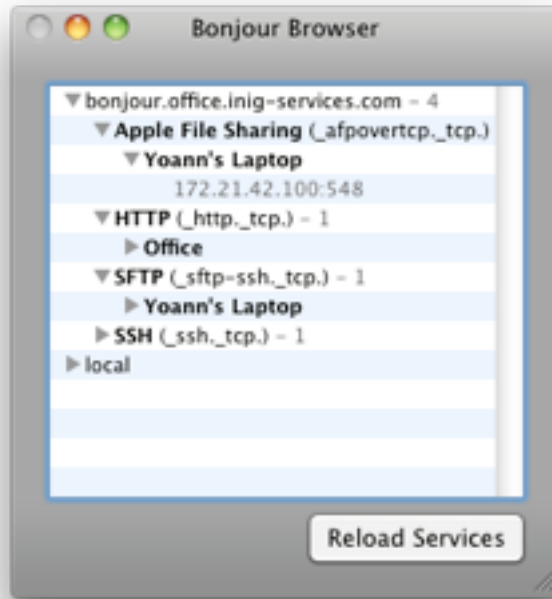 Bonjour Browser
bonjour.office.inig-services.com – 4
Apple File Sharing (_afpovertcp._tcp.)
Yoann's Laptop
172.21.42.100:548
HTTP (_http._tcp.) – 1
Office
SFTP (_sftp-ssh._tcp.) – 1
Yoann's Laptop
SSH (_ssh._tcp.) – 1
local
Reload Services